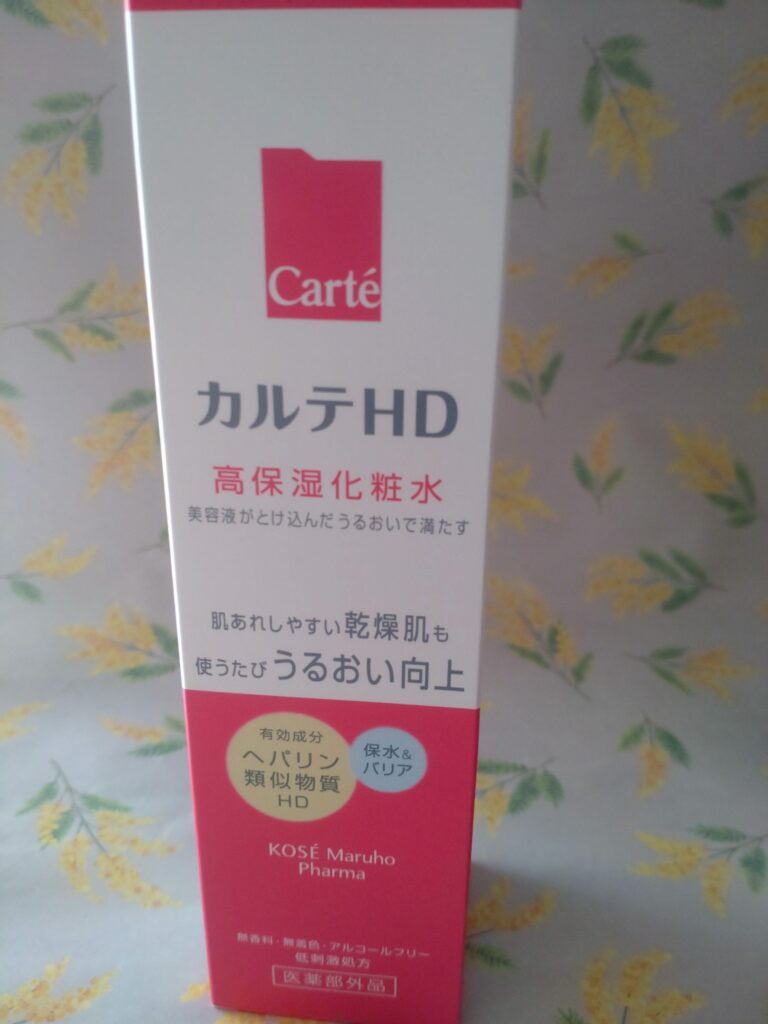 Carté
カルテHD
高保湿化粧水
美容液がとけ込んだうるおいで満たす
肌あれしやすい乾燥肌も
使うたびうるおい向上
有効成分
ヘパリン
類似物質
HD
保水&
バリア
KOSÉ Maruho
Pharma
無香料・無着色・アルコールフリー
低刺激処方
医薬部外品